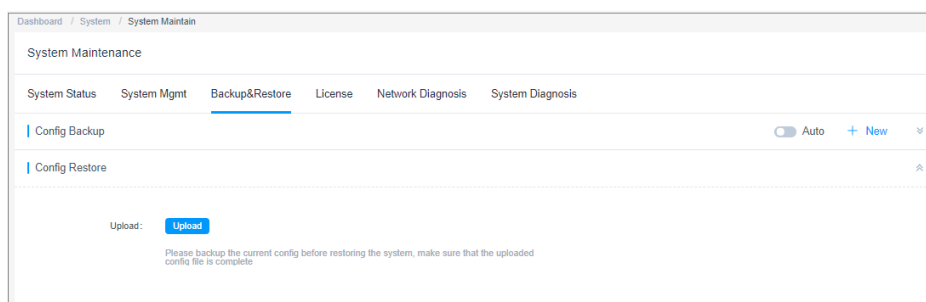 Dashboard / System / System Maintain
System Maintenance
System Status System Mgmt Backup&Restore License Network Diagnosis System Diagnosis
Config Backup Auto + New
Config Restore
Upload: Upload
Please backup the current config before restoring the system, make sure that the uploaded
config file is complete